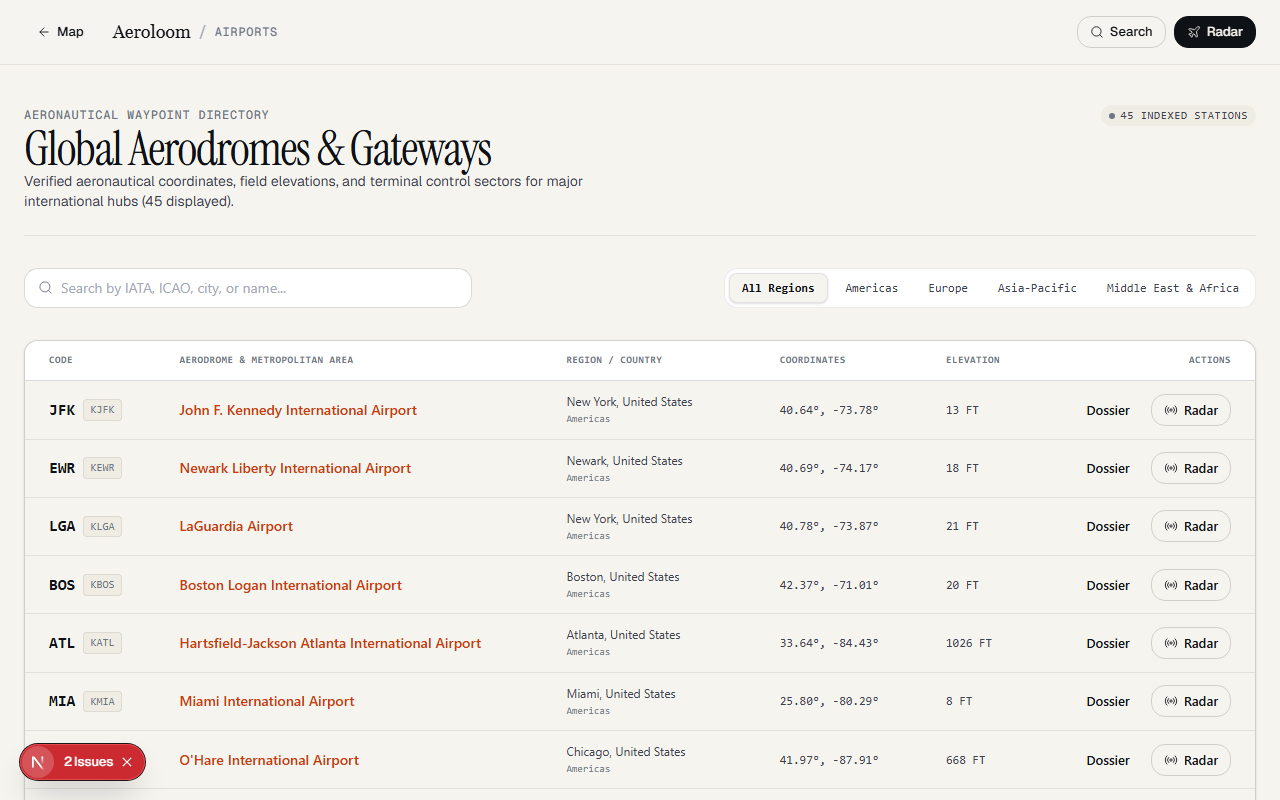 Map
Aeroloom / AIRPORTS
Search
Radar
AERONAUTICAL WAYPOINT DIRECTORY
45 INDEXED STATIONS
Global Aerodromes & Gateways
Verified aeronautical coordinates, field elevations, and terminal control sectors for major
international hubs (45 displayed).
Search by IATA, ICAO, city, or name...
All Regions
Americas
Europe
Asia-Pacific
Middle East & Africa
CODE AERODROME & METROPOLITAN AREA REGION / COUNTRY COORDINATES ELEVATION ACTIONS
JFK KJFK John F. Kennedy International Airport New York, United States 40.64°, -73.78° 13 FT Dossier Radar
Americas
EWR KEWR Newark Liberty International Airport Newark, United States 40.69°, -74.17° 18 FT Dossier Radar
Americas
LGA KLGA LaGuardia Airport New York, United States 40.78°, -73.87° 21 FT Dossier Radar
Americas
BOS KBOS Boston Logan International Airport Boston, United States 42.37°, -71.01° 20 FT Dossier Radar
Americas
ATL KATL Hartsfield-Jackson Atlanta International Airport Atlanta, United States 33.64°, -84.43° 1026 FT Dossier Radar
Americas
MIA KMIA Miami International Airport Miami, United States 25.80°, -80.29° 8 FT Dossier Radar
Americas
O'Hare International Airport Chicago, United States 41.97°, -87.91° 668 FT Dossier Radar
Americas
N 2 Issues